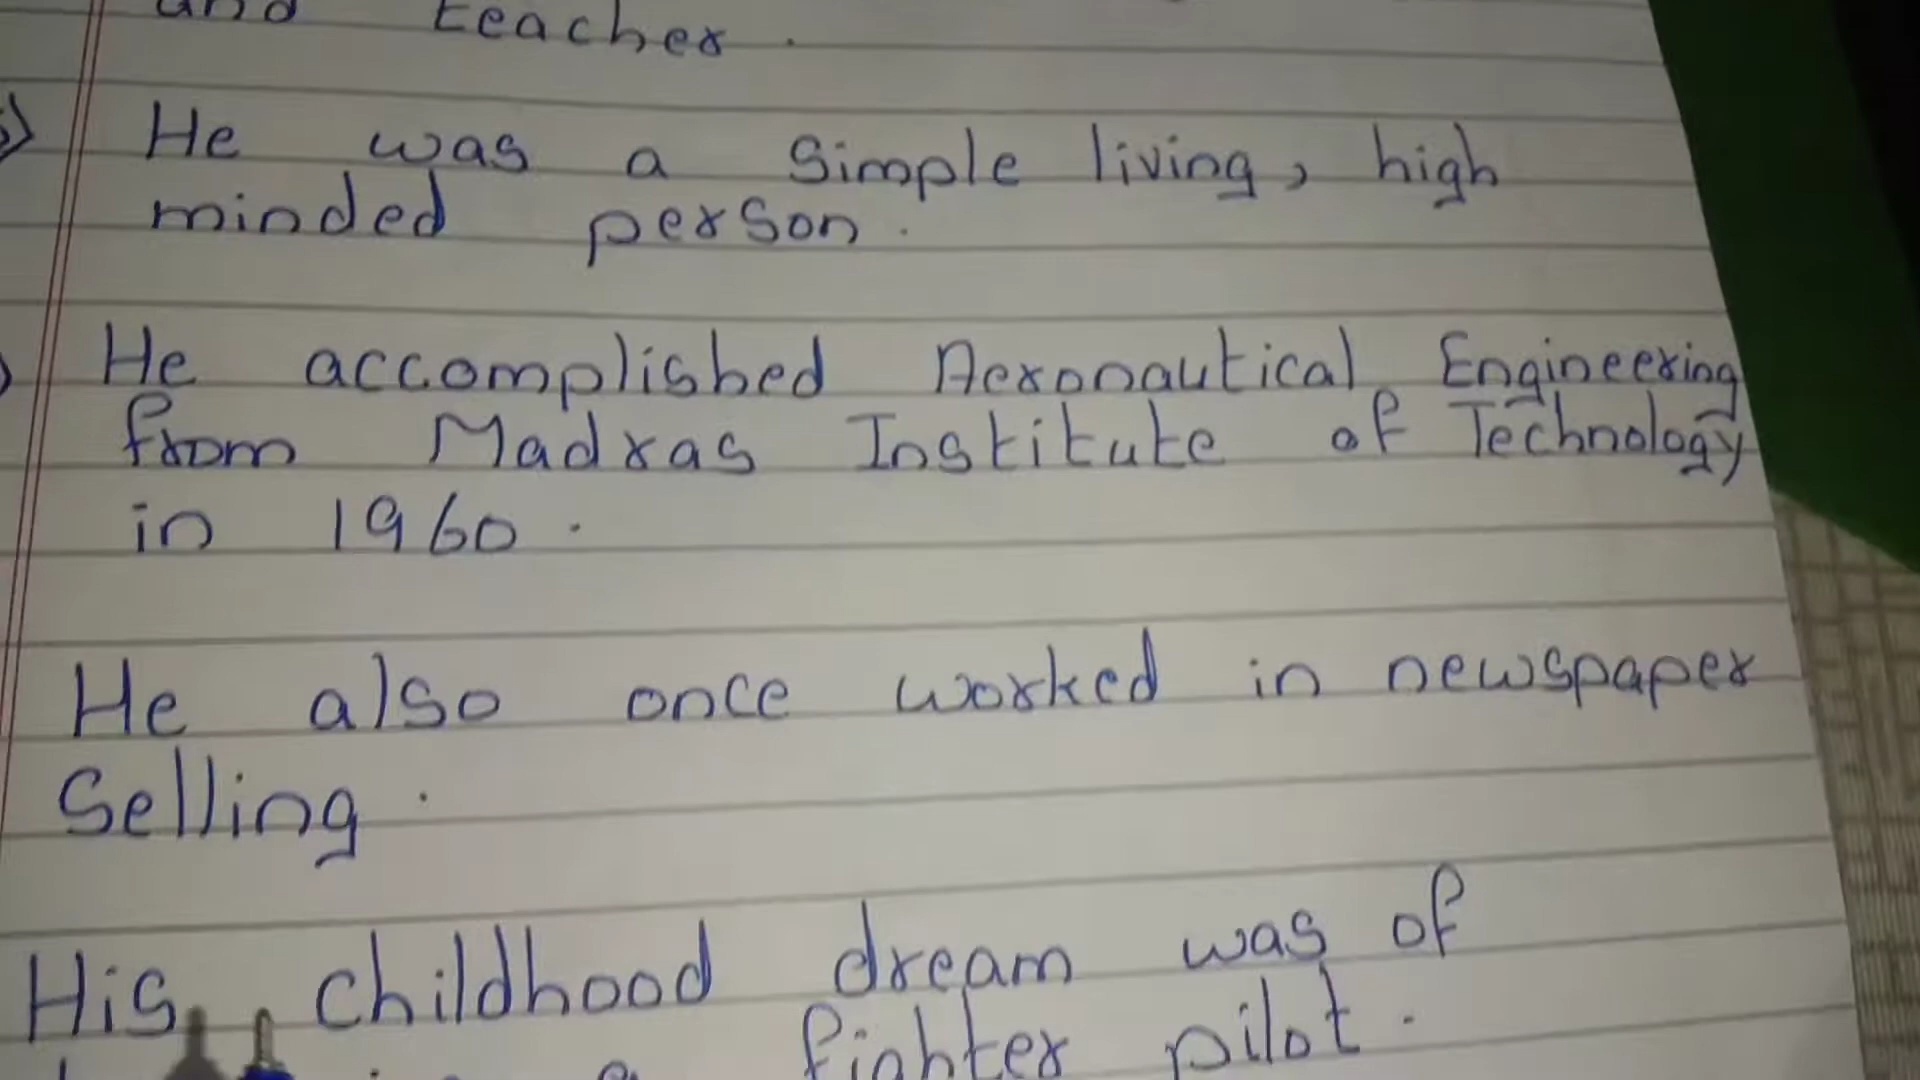 and teacher.
He was a Simple living, high
minded person.
He accomplished Aeronautical Engineering
from Madras Institute of Technology
in 1960.
He also once worked in newspaper
Selling.
His childhood dream was of
a fighter pilot.